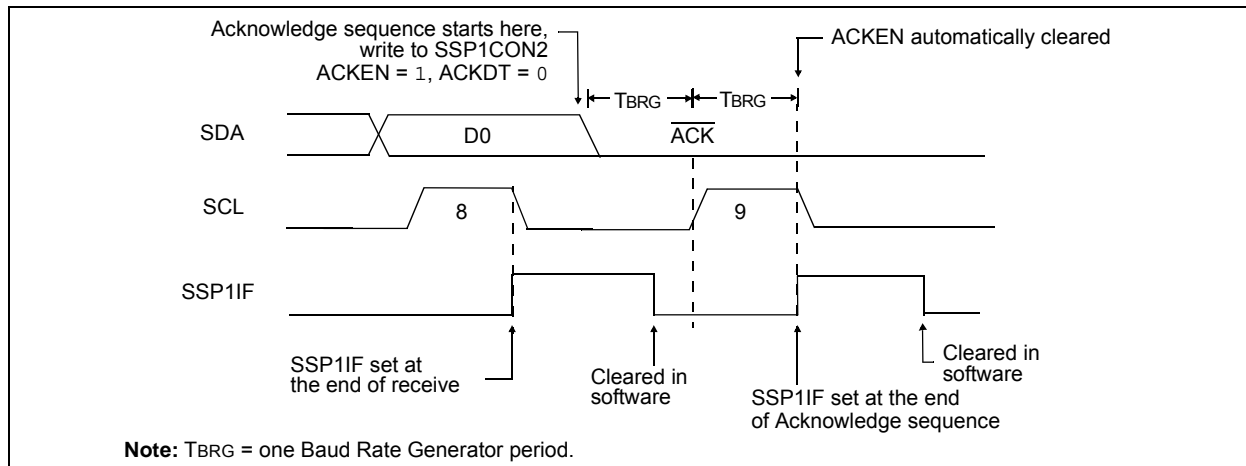 Acknowledge sequence starts here,
write to SSP1CON2
ACKEN = 1, ACKDT = 0
ACKEN automatically cleared
TBRG
TBRG
SDA
D0
ACK
SCL
8
9
SSP1IF
SSP1IF set at
the end of receive
Cleared in
software
SSP1IF set at the end
of Acknowledge sequence
Cleared in
software
Note: TBRG = one Baud Rate Generator period.